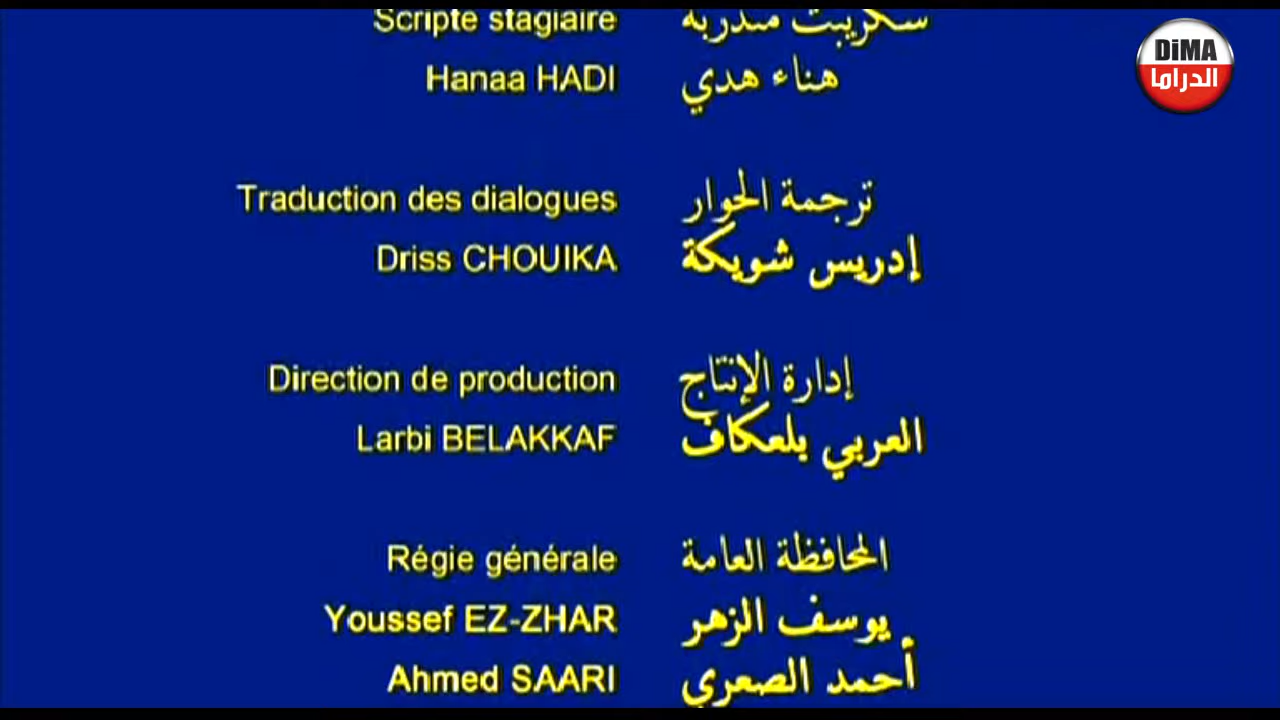 Scripte stagiaire سكريبت متدربة
DiMA
الدراما
Hanaa HADI هناء هدي
Traduction des dialogues ترجمة الحوار
Driss CHOUIKA إدريس شويكة
Direction de production إدارة الإنتاج
Larbi BELAKKAF العربي بلعكاف
Régie générale المحافظة العامة
Youssef EZ-ZHAR يوسف الزهر
Ahmed SAARI أحمد الصعري